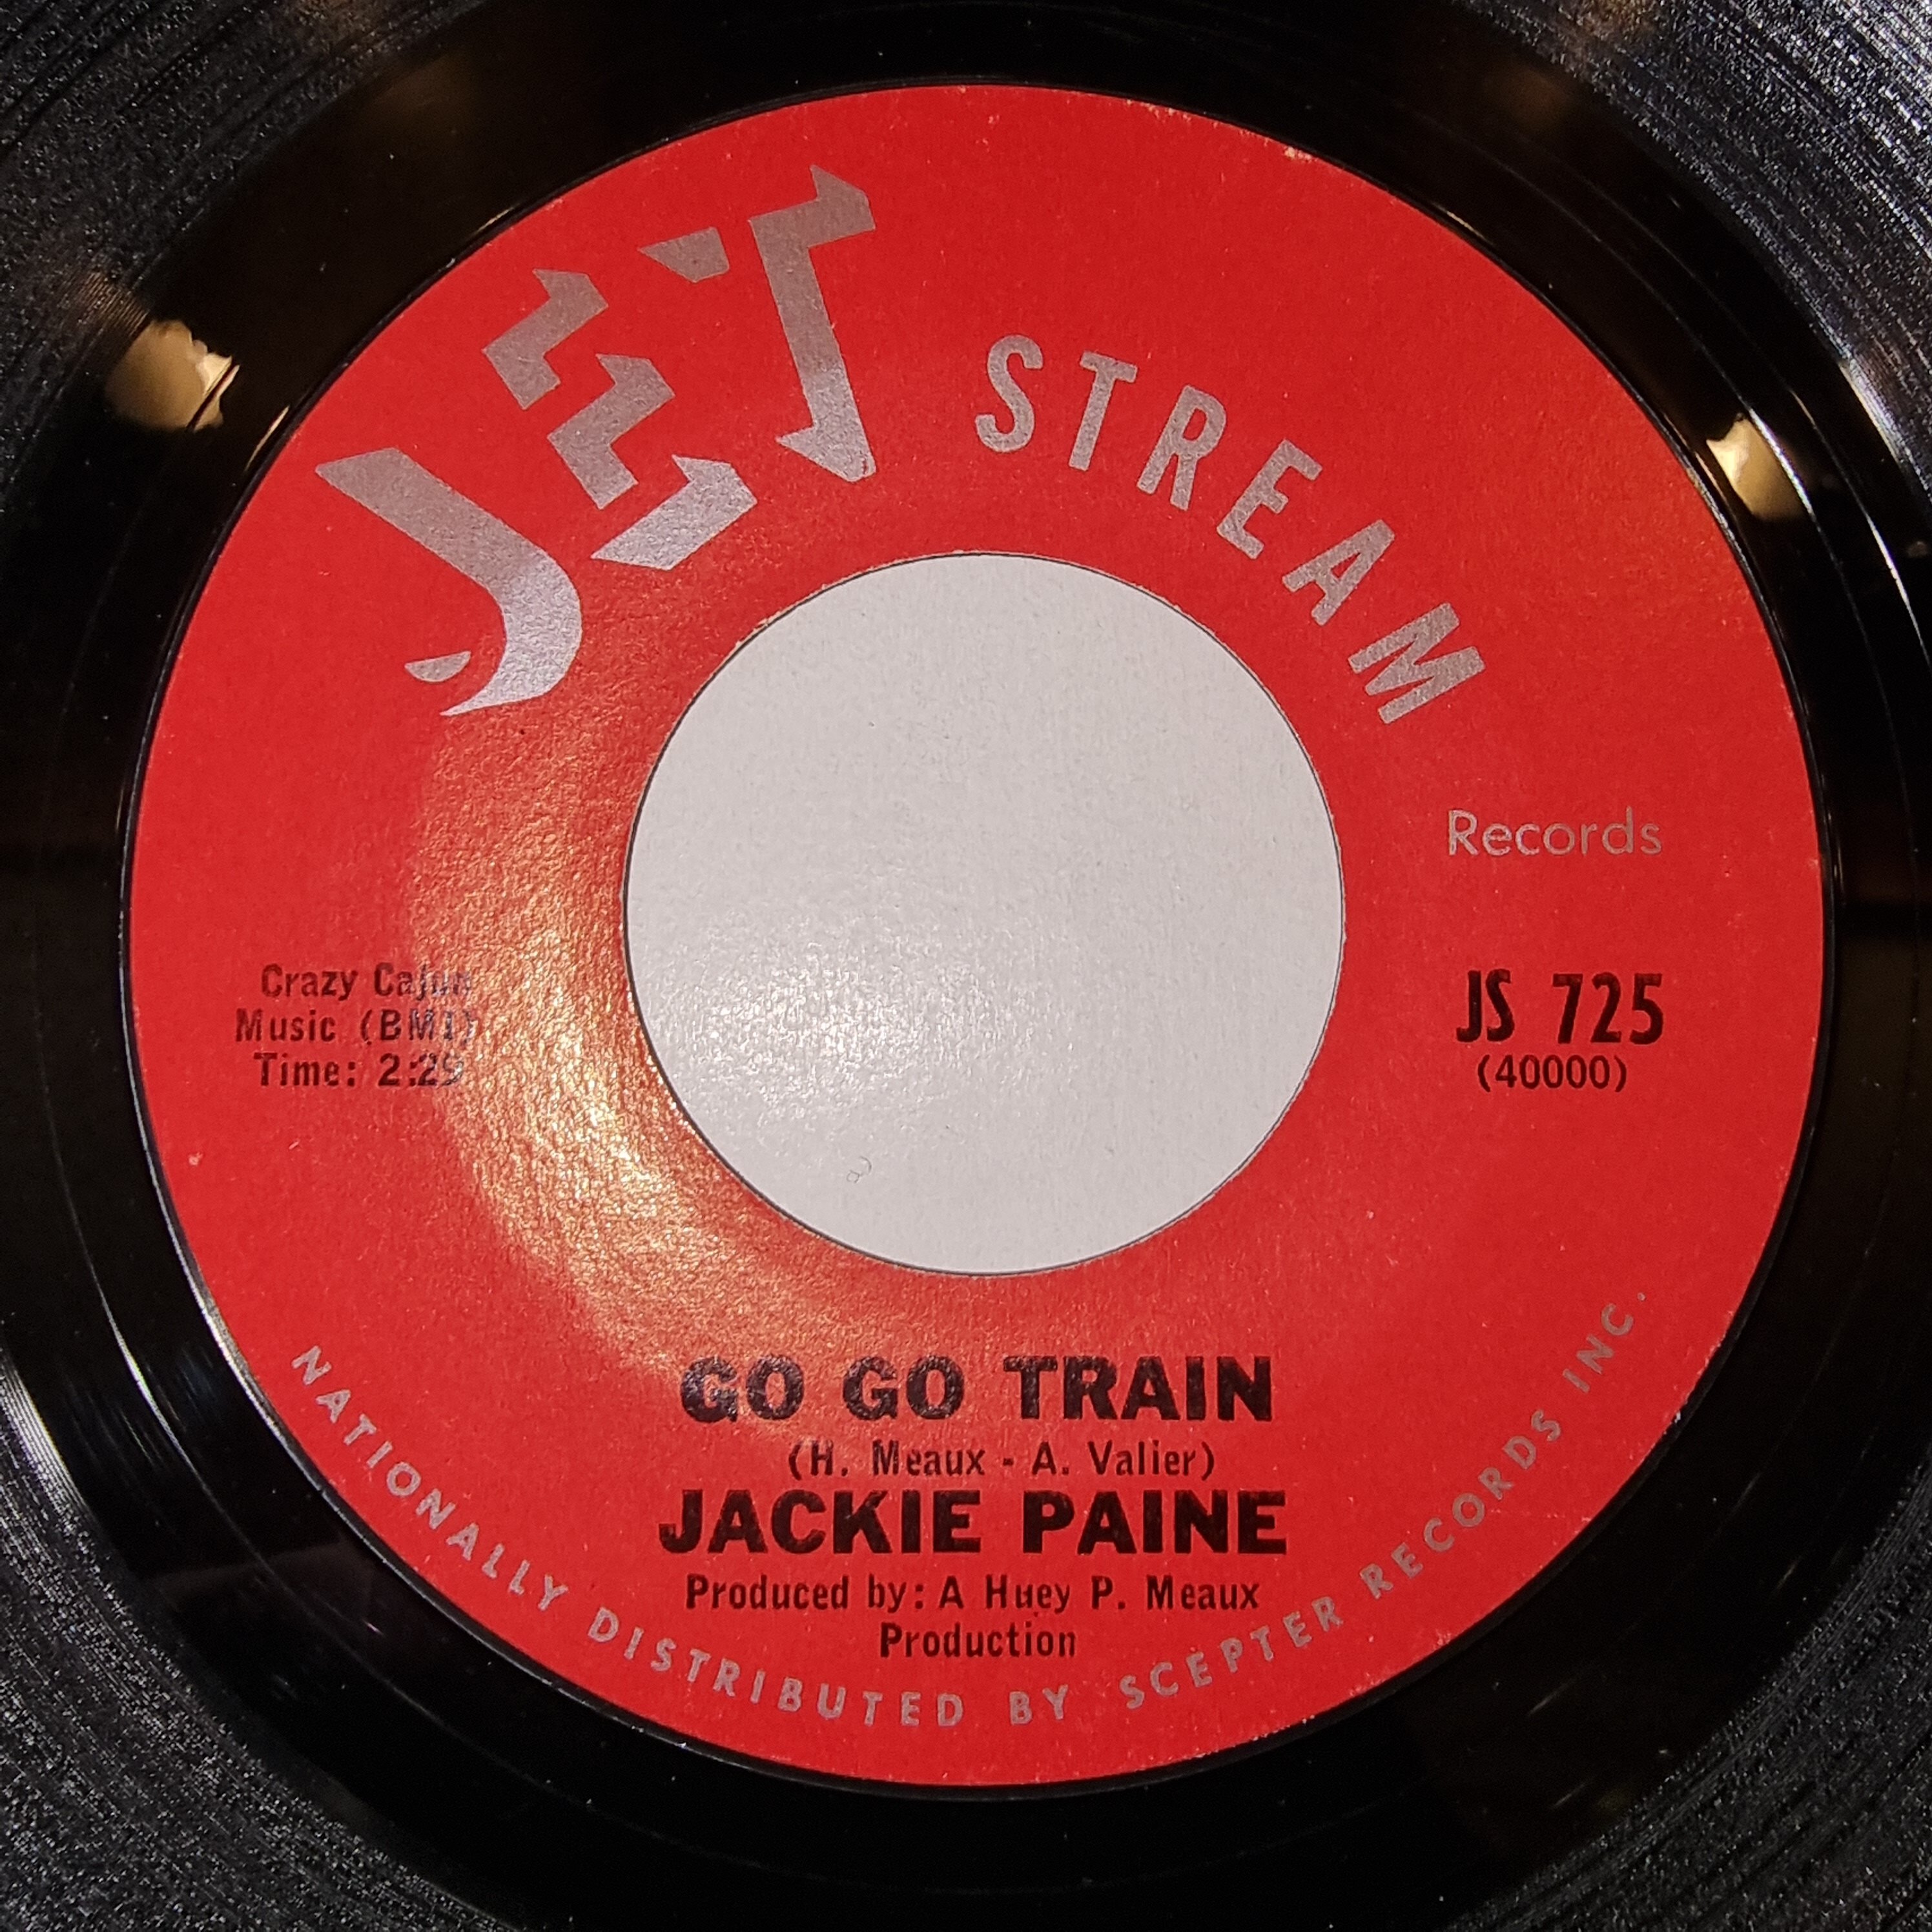 JET STREAM
Records
Crazy Cajun
Music (BMI)
Time: 2:29
JS 725
(40000)
GO GO TRAIN
(H. Meaux - A. Valier)
JACKIE PAINE
Produced by: A Huey P. Meaux
Production
NATIONALLY DISTRIBUTED BY SCEPTER RECORDS INC.